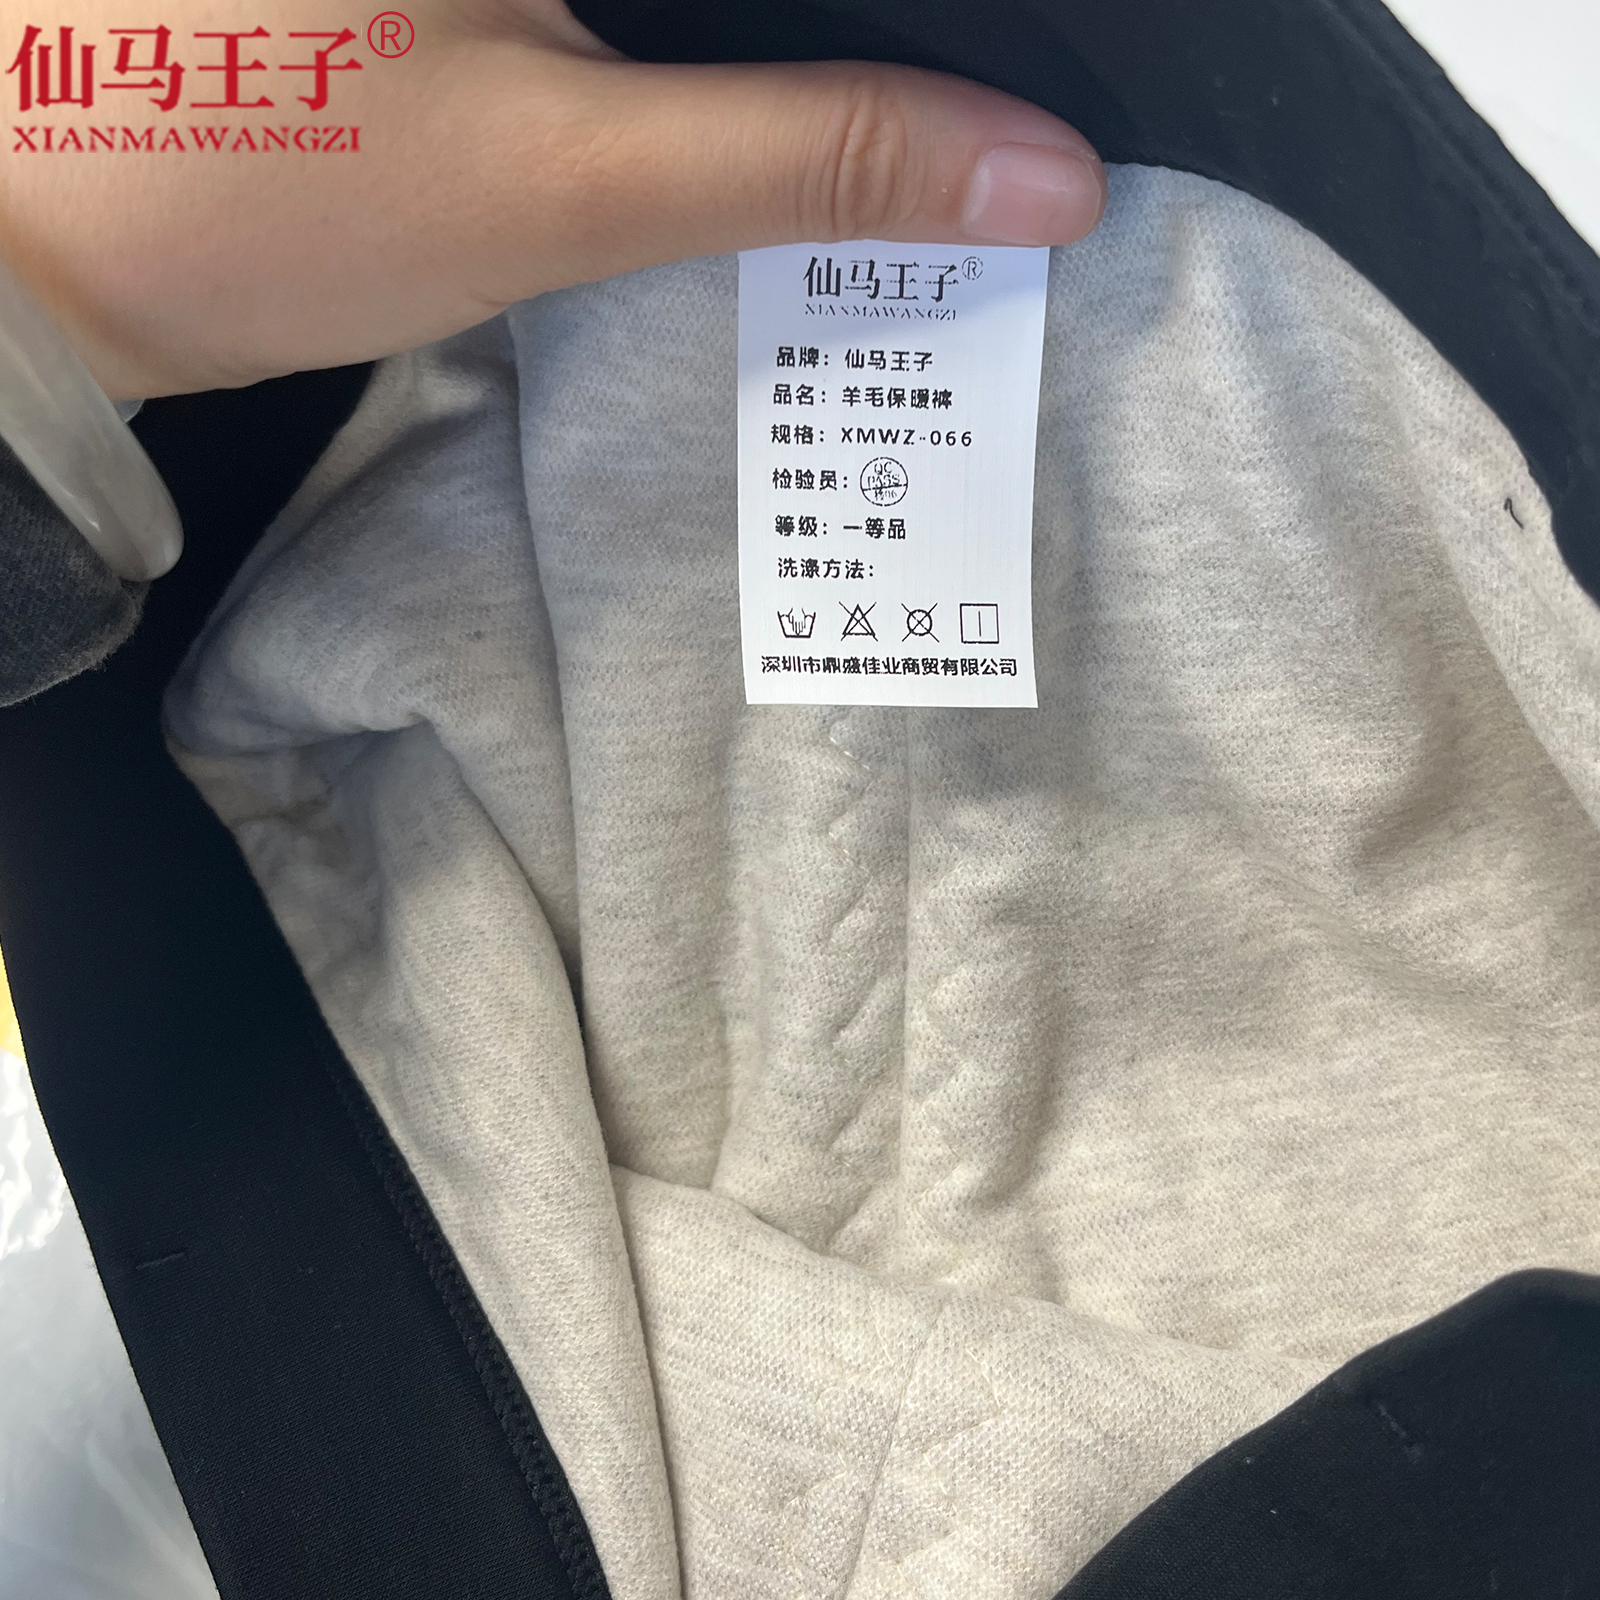 仙马王子®
XIANMAWANGZI
仙马王子®
XIANMAWANGZI
品牌：仙马王子
品名：羊毛保暖裤
规格：XMWZ-066
检验员：
QC
PASS
等级：一等品
洗涤方法：
深圳市鼎盛佳业商贸有限公司